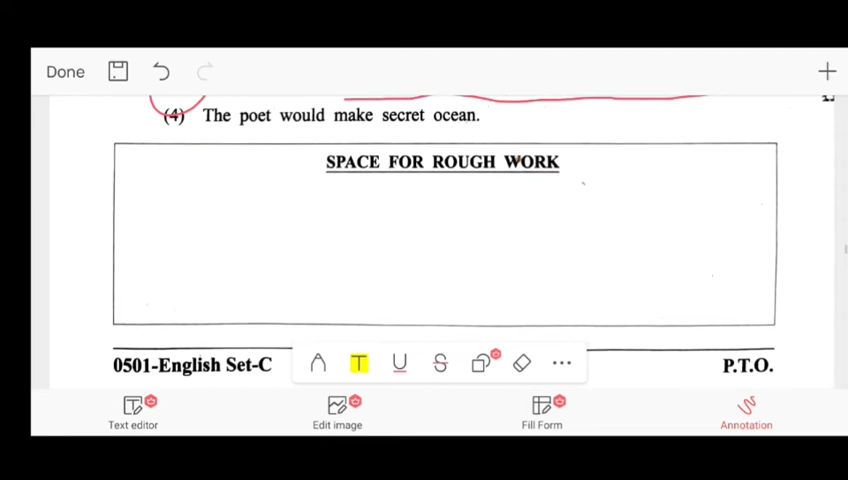 Done
(4) The poet would make secret ocean.
SPACE FOR ROUGH WORK
0501-English Set-C
T
U
S
P.T.O.
Text editor
Edit image
Fill Form
Annotation